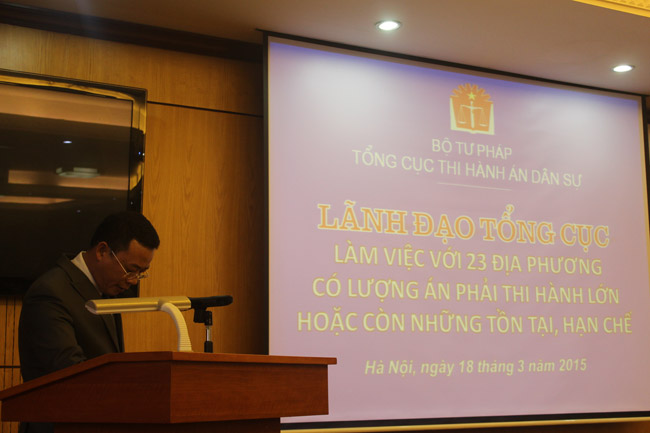 BỘ TƯ PHÁP
TỔNG CỤC THI HÀNH ÁN DÂN SỰ
LÃNH ĐẠO TỔNG CỤC
LÀM VIỆC VỚI 23 ĐỊA PHƯƠNG
CÓ LƯỢNG ÁN PHẢI THI HÀNH LỚN
HOẶC CÒN NHỮNG TỒN TẠI, HẠN CHẾ
Hà Nội, ngày 18 tháng 3 năm 2015